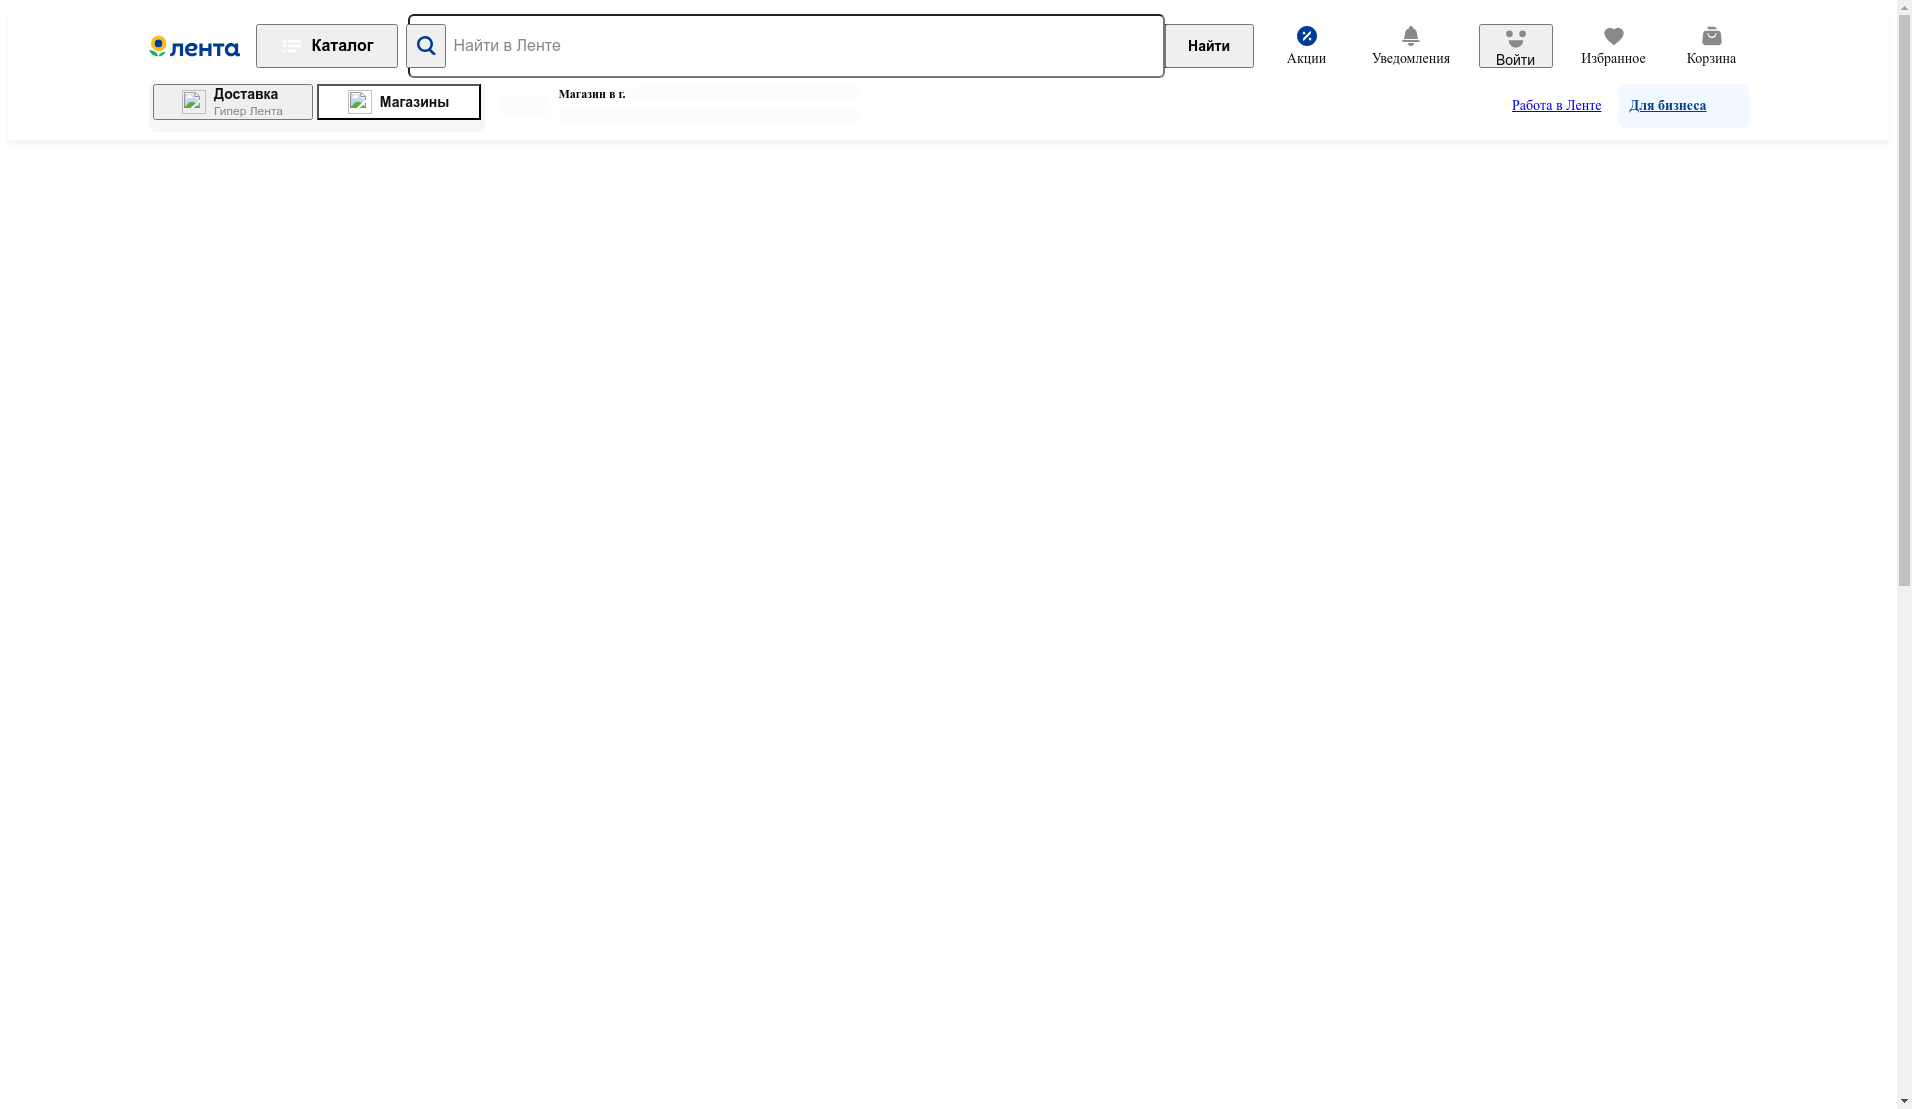 лента
Каталог
Найти в Ленте
Найти
Акции
Уведомления
Войти
Избранное
Корзина
Доставка
Гипер Лента
Магазины
Магазин в г.
Работа в Ленте
Для бизнеса